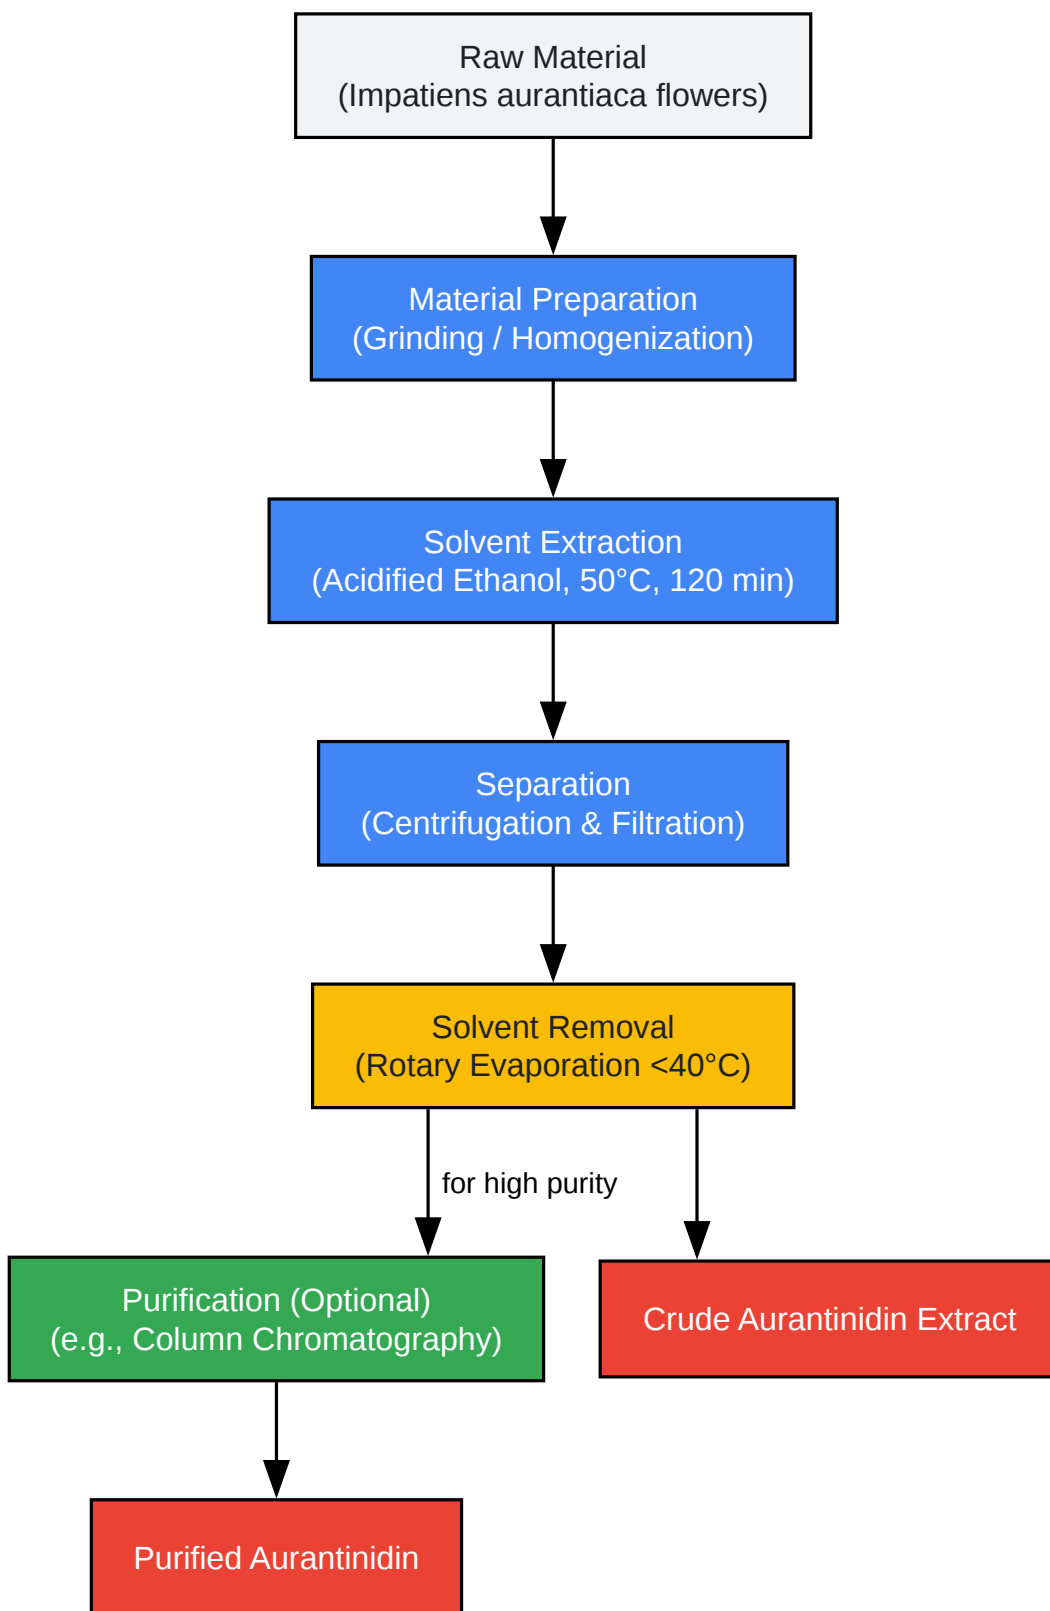 Raw Material
(Impatiens aurantiaca flowers)
Material Preparation
(Grinding / Homogenization)
Solvent Extraction
(Acidified Ethanol, 50°C, 120 min)
Separation
(Centrifugation & Filtration)
Solvent Removal
(Rotary Evaporation <40°C)
for high purity
Purification (Optional)
(e.g., Column Chromatography)
Crude Aurantinidin Extract
Purified Aurantinidin